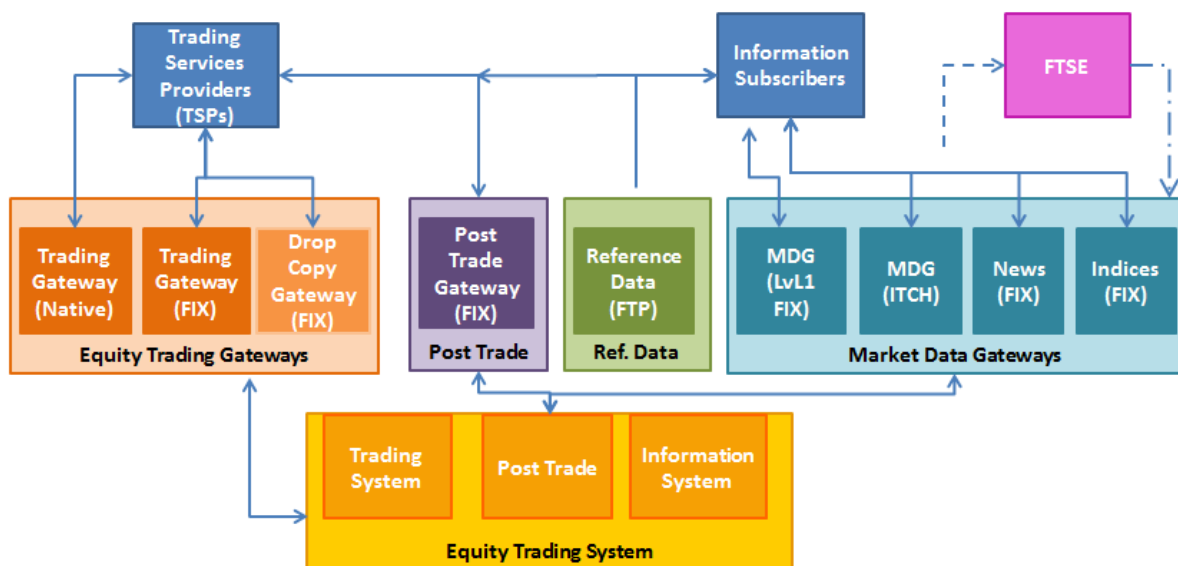 Trading
Services
Providers
(TSPs)
Information
Subscribers
FTSE
Trading
Gateway
(Native)
Trading
Gateway
(FIX)
Drop
Copy
Gateway
(FIX)
Equity Trading Gateways
Post
Trade
Gateway
(FIX)
Post Trade
Reference
Data
(FTP)
Ref. Data
MDG
(LvL1
FIX)
MDG
(ITCH)
News
(FIX)
Indices
(FIX)
Market Data Gateways
Trading
System
Post Trade
Information
System
Equity Trading System